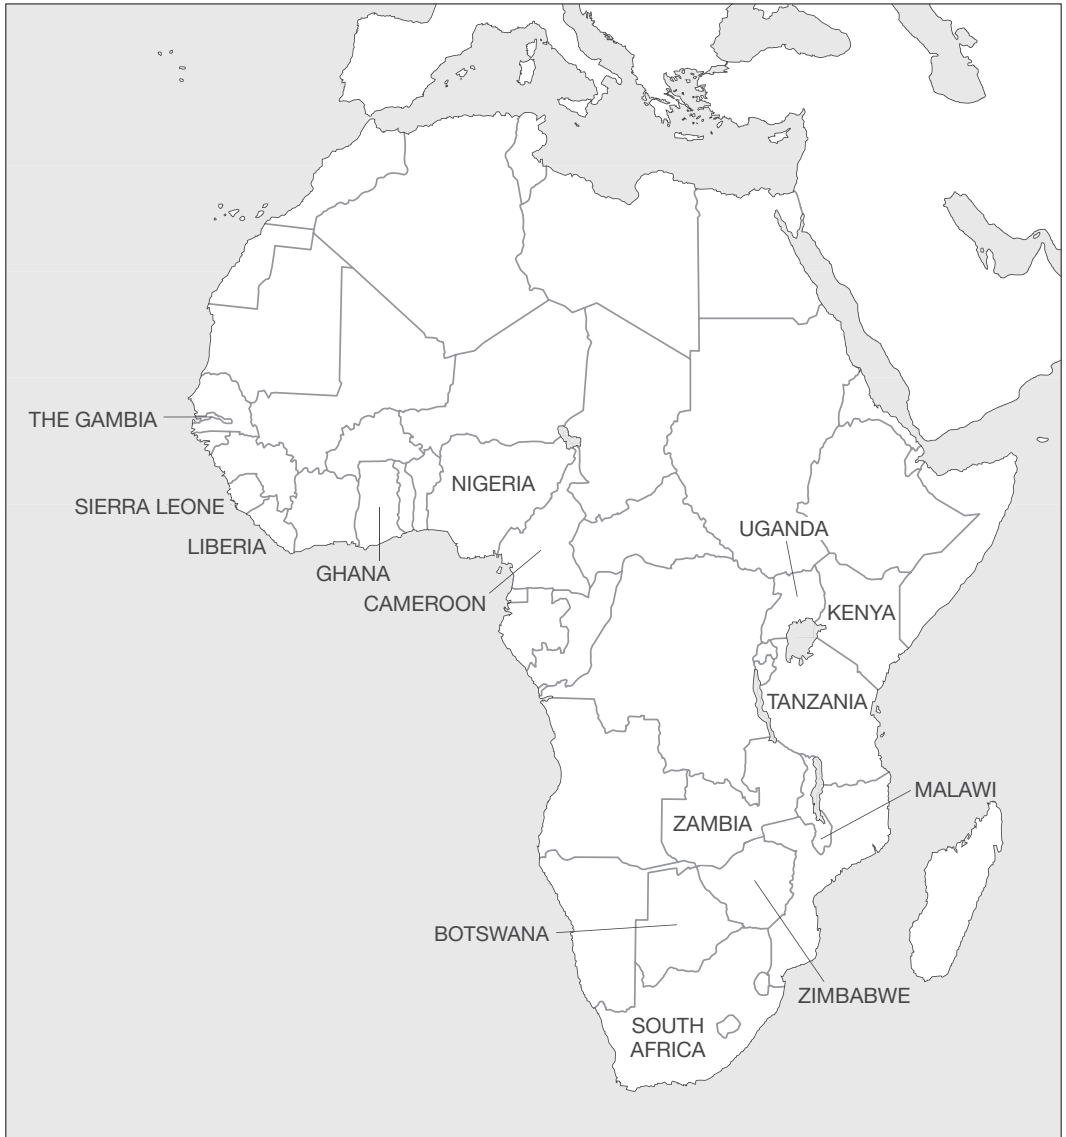 THE GAMBIA
NIGERIA
SIERRA LEONE
UGANDA
LIBERIA
GHANA
CAMEROON
KENYA
TANZANIA
MALAWI
ZAMBIA
BOTSWANA
ZIMBABWE
SOUTH
AFRICA